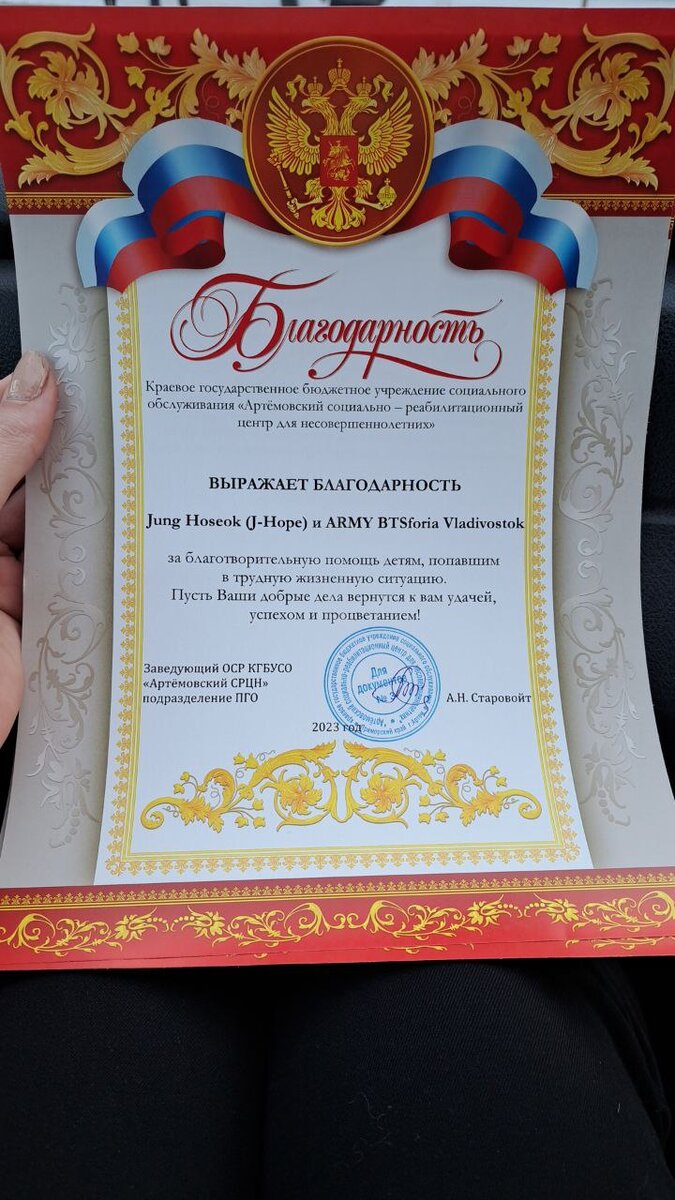 Благодарность
Краевое государственное бюджетное учреждение социального
обслуживания «Артёмовский социально – реабилитационный
центр для несовершеннолетних»
ВЫРАЖАЕТ БЛАГОДАРНОСТЬ
Jung Hoseok (J-Hope) и ARMY BTSforia Vladivostok
за благотворительную помощь детям, попавшим
в трудную жизненную ситуацию.
Пусть Ваши добрые дела вернутся к вам удачей,
успехом и процветанием!
Заведующий ОСР КГБУСО
«Артёмовский СРЦН»
подразделение ПГО
Для
документов
№
А.Н. Старовойт
2023 год